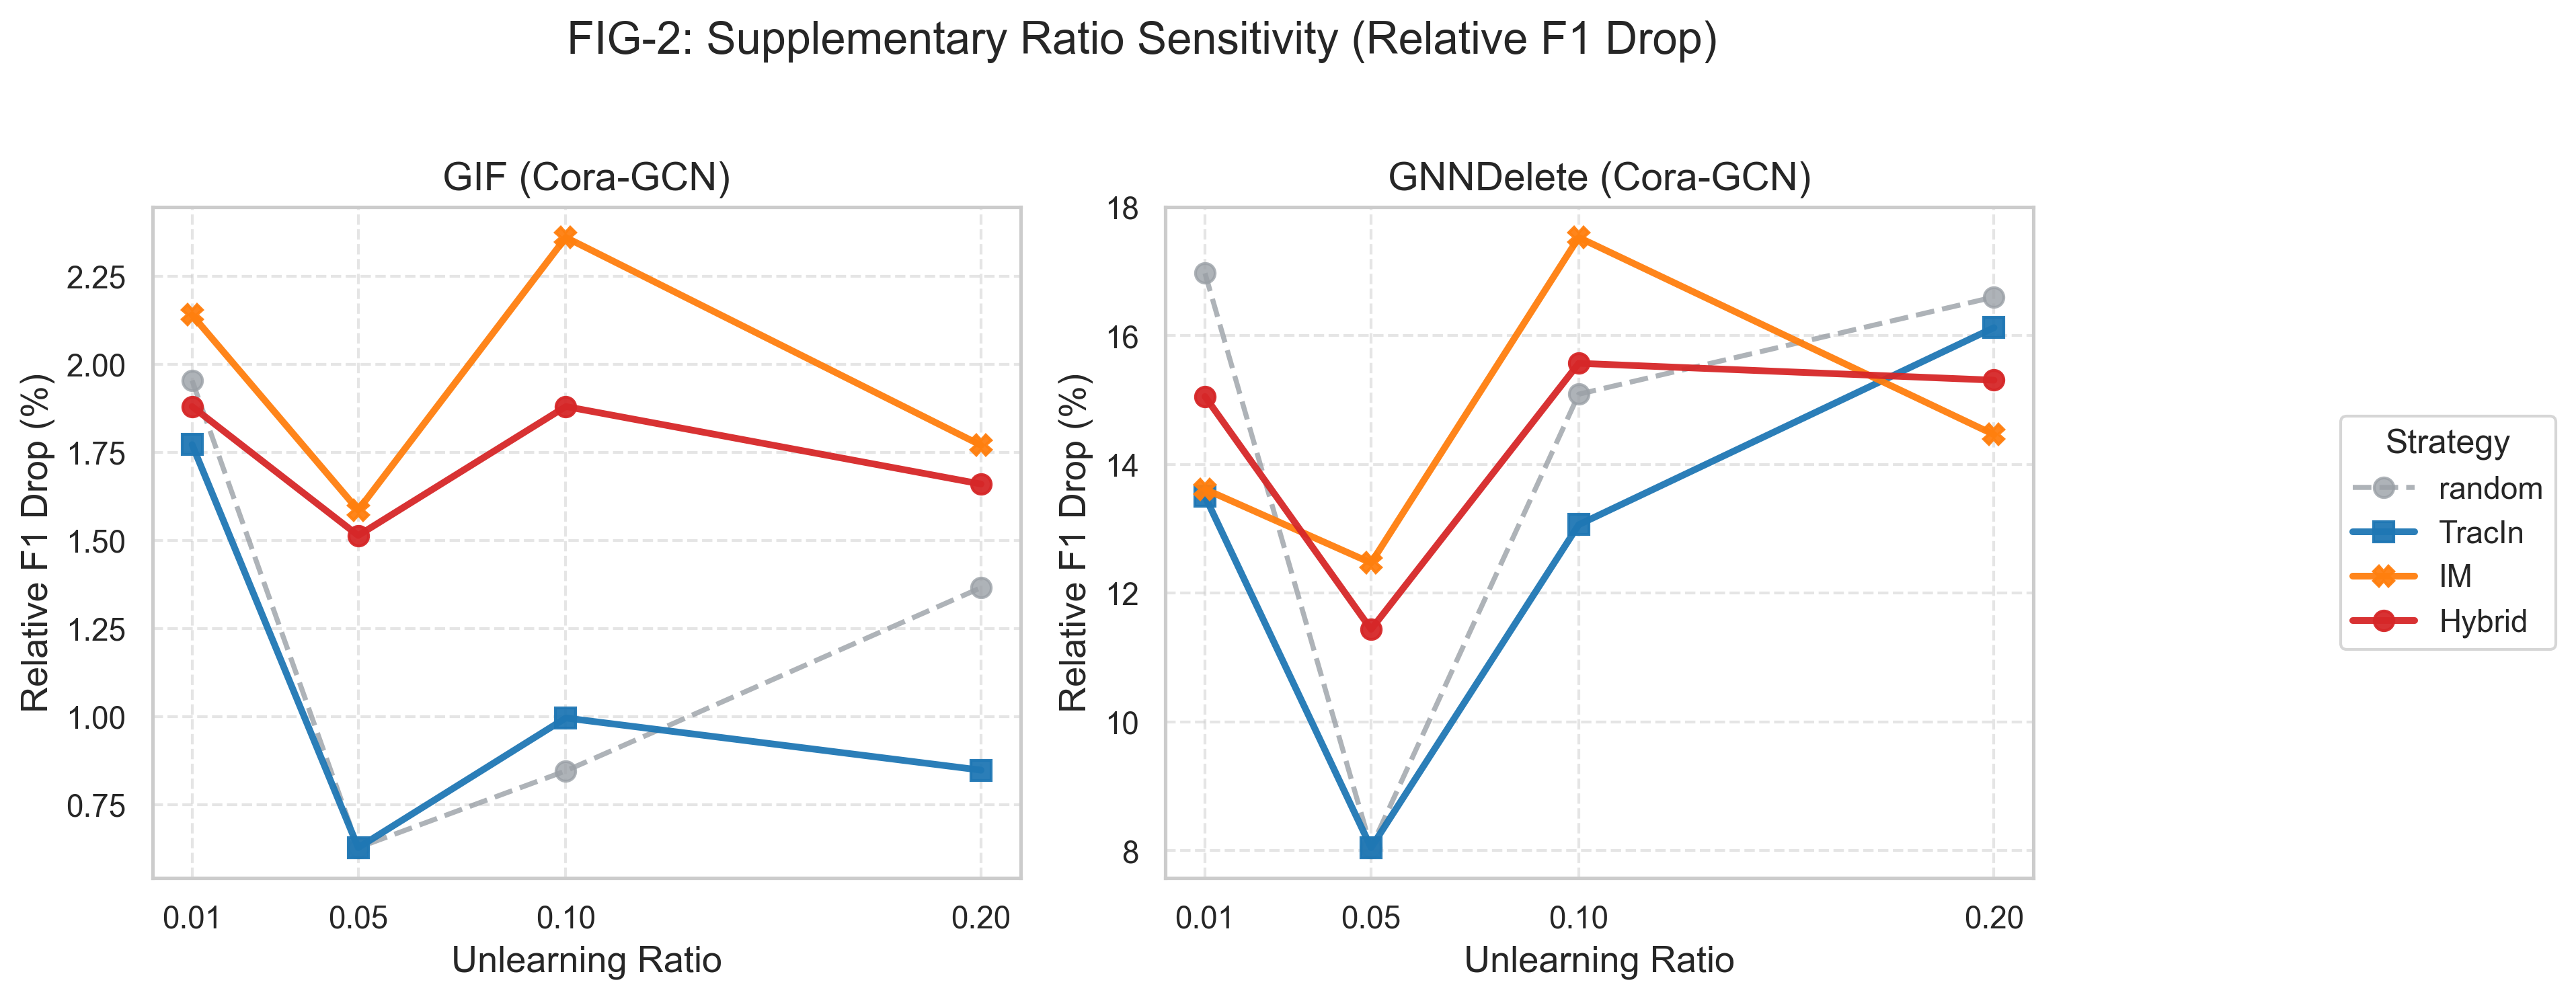 FIG-2: Supplementary Ratio Sensitivity (Relative F1 Drop)
GIF (Cora-GCN)
Relative F1 Drop (%)
2.25
2.00
1.75
1.50
1.25
1.00
0.75
0.01 0.05 0.10 0.20
Unlearning Ratio
GNNDelete (Cora-GCN)
Relative F1 Drop (%)
18
16
14
12
10
8
0.01 0.05 0.10 0.20
Unlearning Ratio
Strategy
random
TracIn
IM
Hybrid